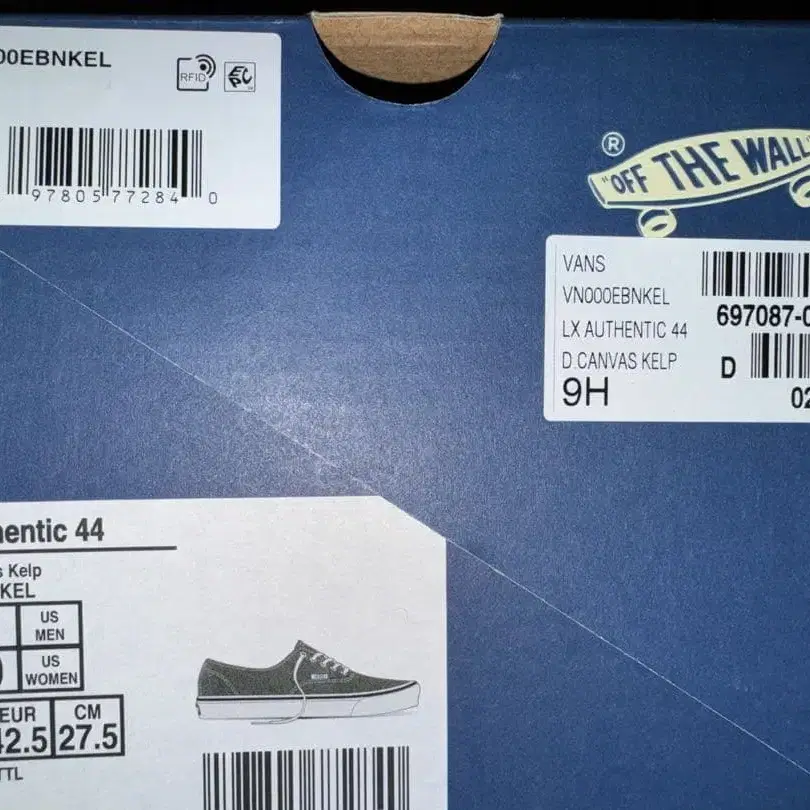 00EBNKEL
RFID
EPC
97805 77284 0
®
"OFF THE WALL"
VANS
VN000EBNKEL
LX AUTHENTIC 44
D.CANVAS KELP
9H
697087-0
D
02
hentic 44
s Kelp
KEL
US
MEN
US
WOMEN
EUR
42.5
CM
27.5
TTL